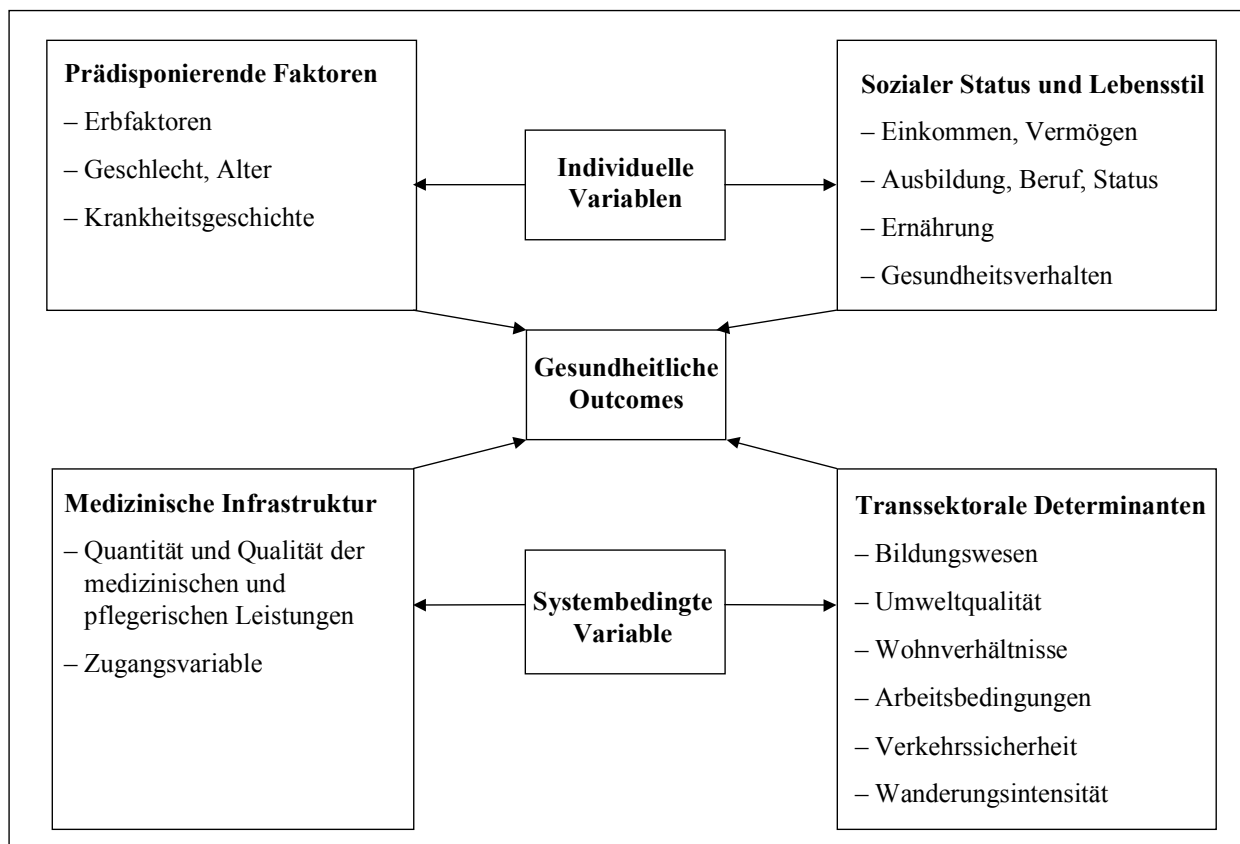 Prädisponierende Faktoren
– Erbfaktoren
– Geschlecht, Alter
– Krankheitsgeschichte
Individuelle
Variablen
Sozialer Status und Lebensstil
– Einkommen, Vermögen
– Ausbildung, Beruf, Status
– Ernährung
– Gesundheitsverhalten
Gesundheitliche
Outcomes
Medizinische Infrastruktur
– Quantität und Qualität der
medizinischen und
pflegerischen Leistungen
– Zugangsvariable
Systembedingte
Variable
Transsektorale Determinanten
– Bildungswesen
– Umweltqualität
– Wohnverhältnisse
– Arbeitsbedingungen
– Verkehrssicherheit
– Wanderungsintensität